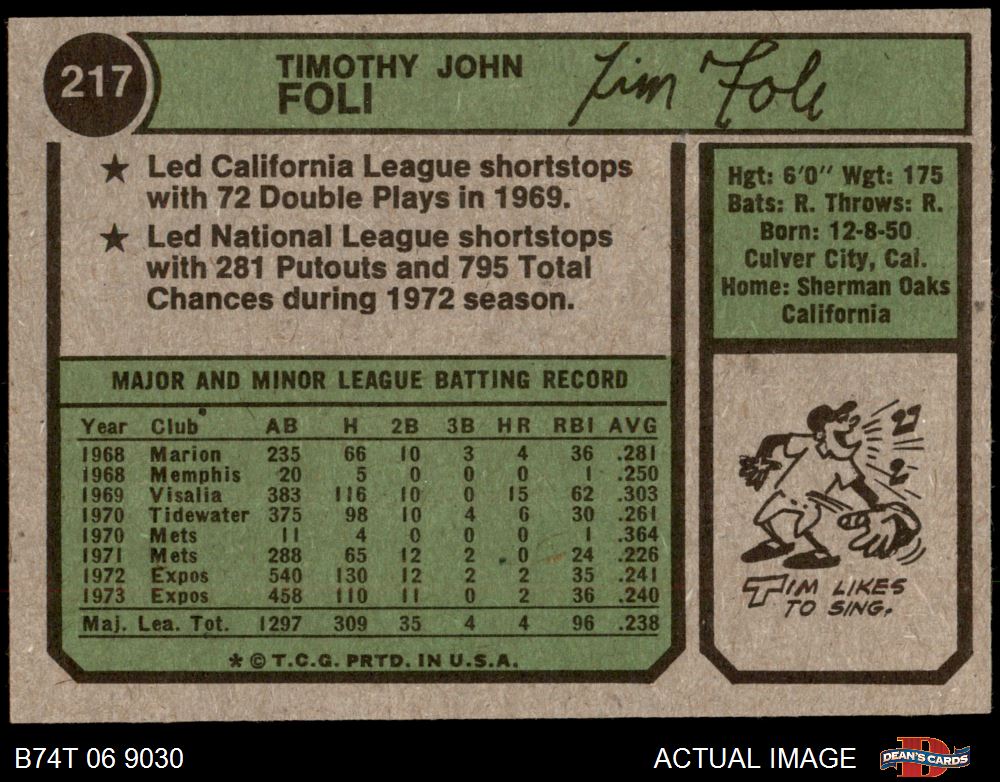 217
TIMOTHY JOHN
FOLI
Tim Foli
★ Led California League shortstops
with 72 Double Plays in 1969.
★ Led National League shortstops
with 281 Putouts and 795 Total
Chances during 1972 season.
Hgt: 6'0" Wgt: 175
Bats: R. Throws: R.
Born: 12-8-50
Culver City, Cal.
Home: Sherman Oaks
California
MAJOR AND MINOR LEAGUE BATTING RECORD
Year Club AB H 2B 3B HR RBI AVG
1968 Marion 235 66 10 3 4 36 .281
1968 Memphis 20 5 0 0 0 1 .250
1969 Visalia 383 116 10 0 15 62 .303
1970 Tidewater 375 98 10 4 6 30 .261
1970 Mets 11 4 0 0 0 1 .364
1971 Mets 288 65 12 2 0 24 .226
1972 Expos 540 130 12 2 2 35 .241
1973 Expos 458 110 11 0 2 36 .240
Maj. Lea. Tot. 1297 309 35 4 4 96 .238
* © T.C.G. PRTD. IN U.S.A.
TIM LIKES
TO SING.
B74T 06 9030
ACTUAL IMAGE
DEAN'S CARDS